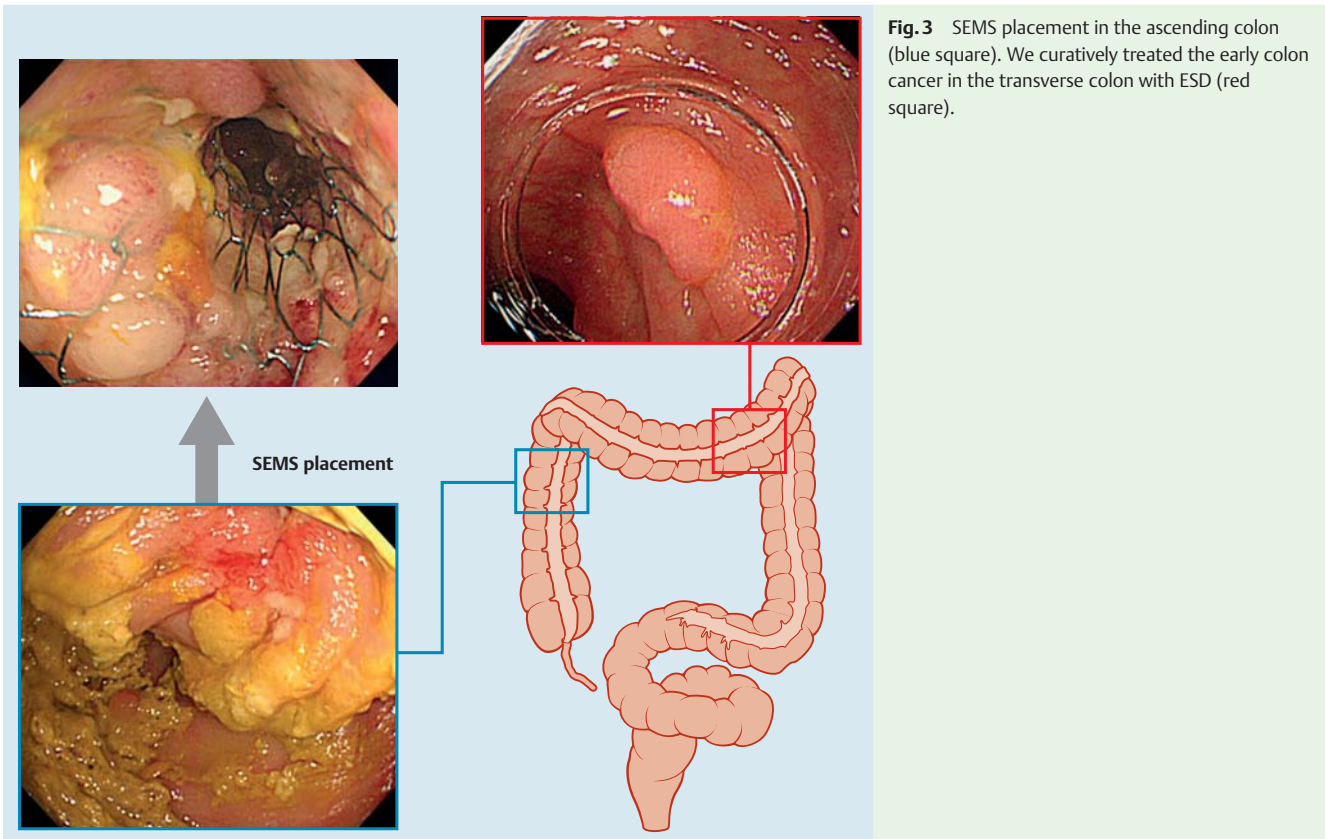 Fig. 3 SEMS placement in the ascending colon
(blue square). We curatively treated the early colon
cancer in the transverse colon with ESD (red
square).
SEMS placement